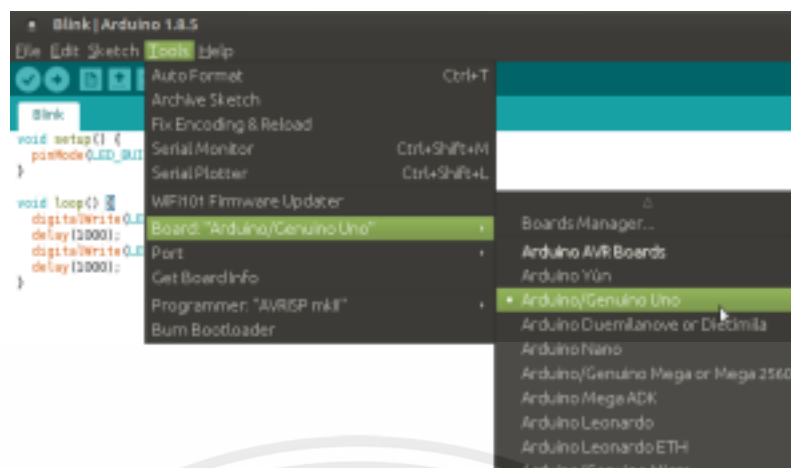 Blink | Arduino 1.8.5
File Edit Sketch Tools Help
Blink
void setup() {
pinMode(LED_BUI
}
void loop() {
digitalWrite(LE
delay(1000);
digitalWrite(LE
delay(1000);
}
Auto Format Ctrl+T
Archive Sketch
Fix Encoding & Reload
Serial Monitor Ctrl+Shift+M
Serial Plotter Ctrl+Shift+L
WiFi101 Firmware Updater
Board: "Arduino/Genuino Uno"
Port
Get Board Info
Programmer: "AVRISP mkII"
Burn Bootloader
Boards Manager...
Arduino AVR Boards
Arduino Yún
Arduino/Genuino Uno
Arduino Duemilanove or Diecimila
Arduino Nano
Arduino/Genuino Mega or Mega 2560
Arduino Mega ADK
Arduino Leonardo
Arduino Leonardo ETH